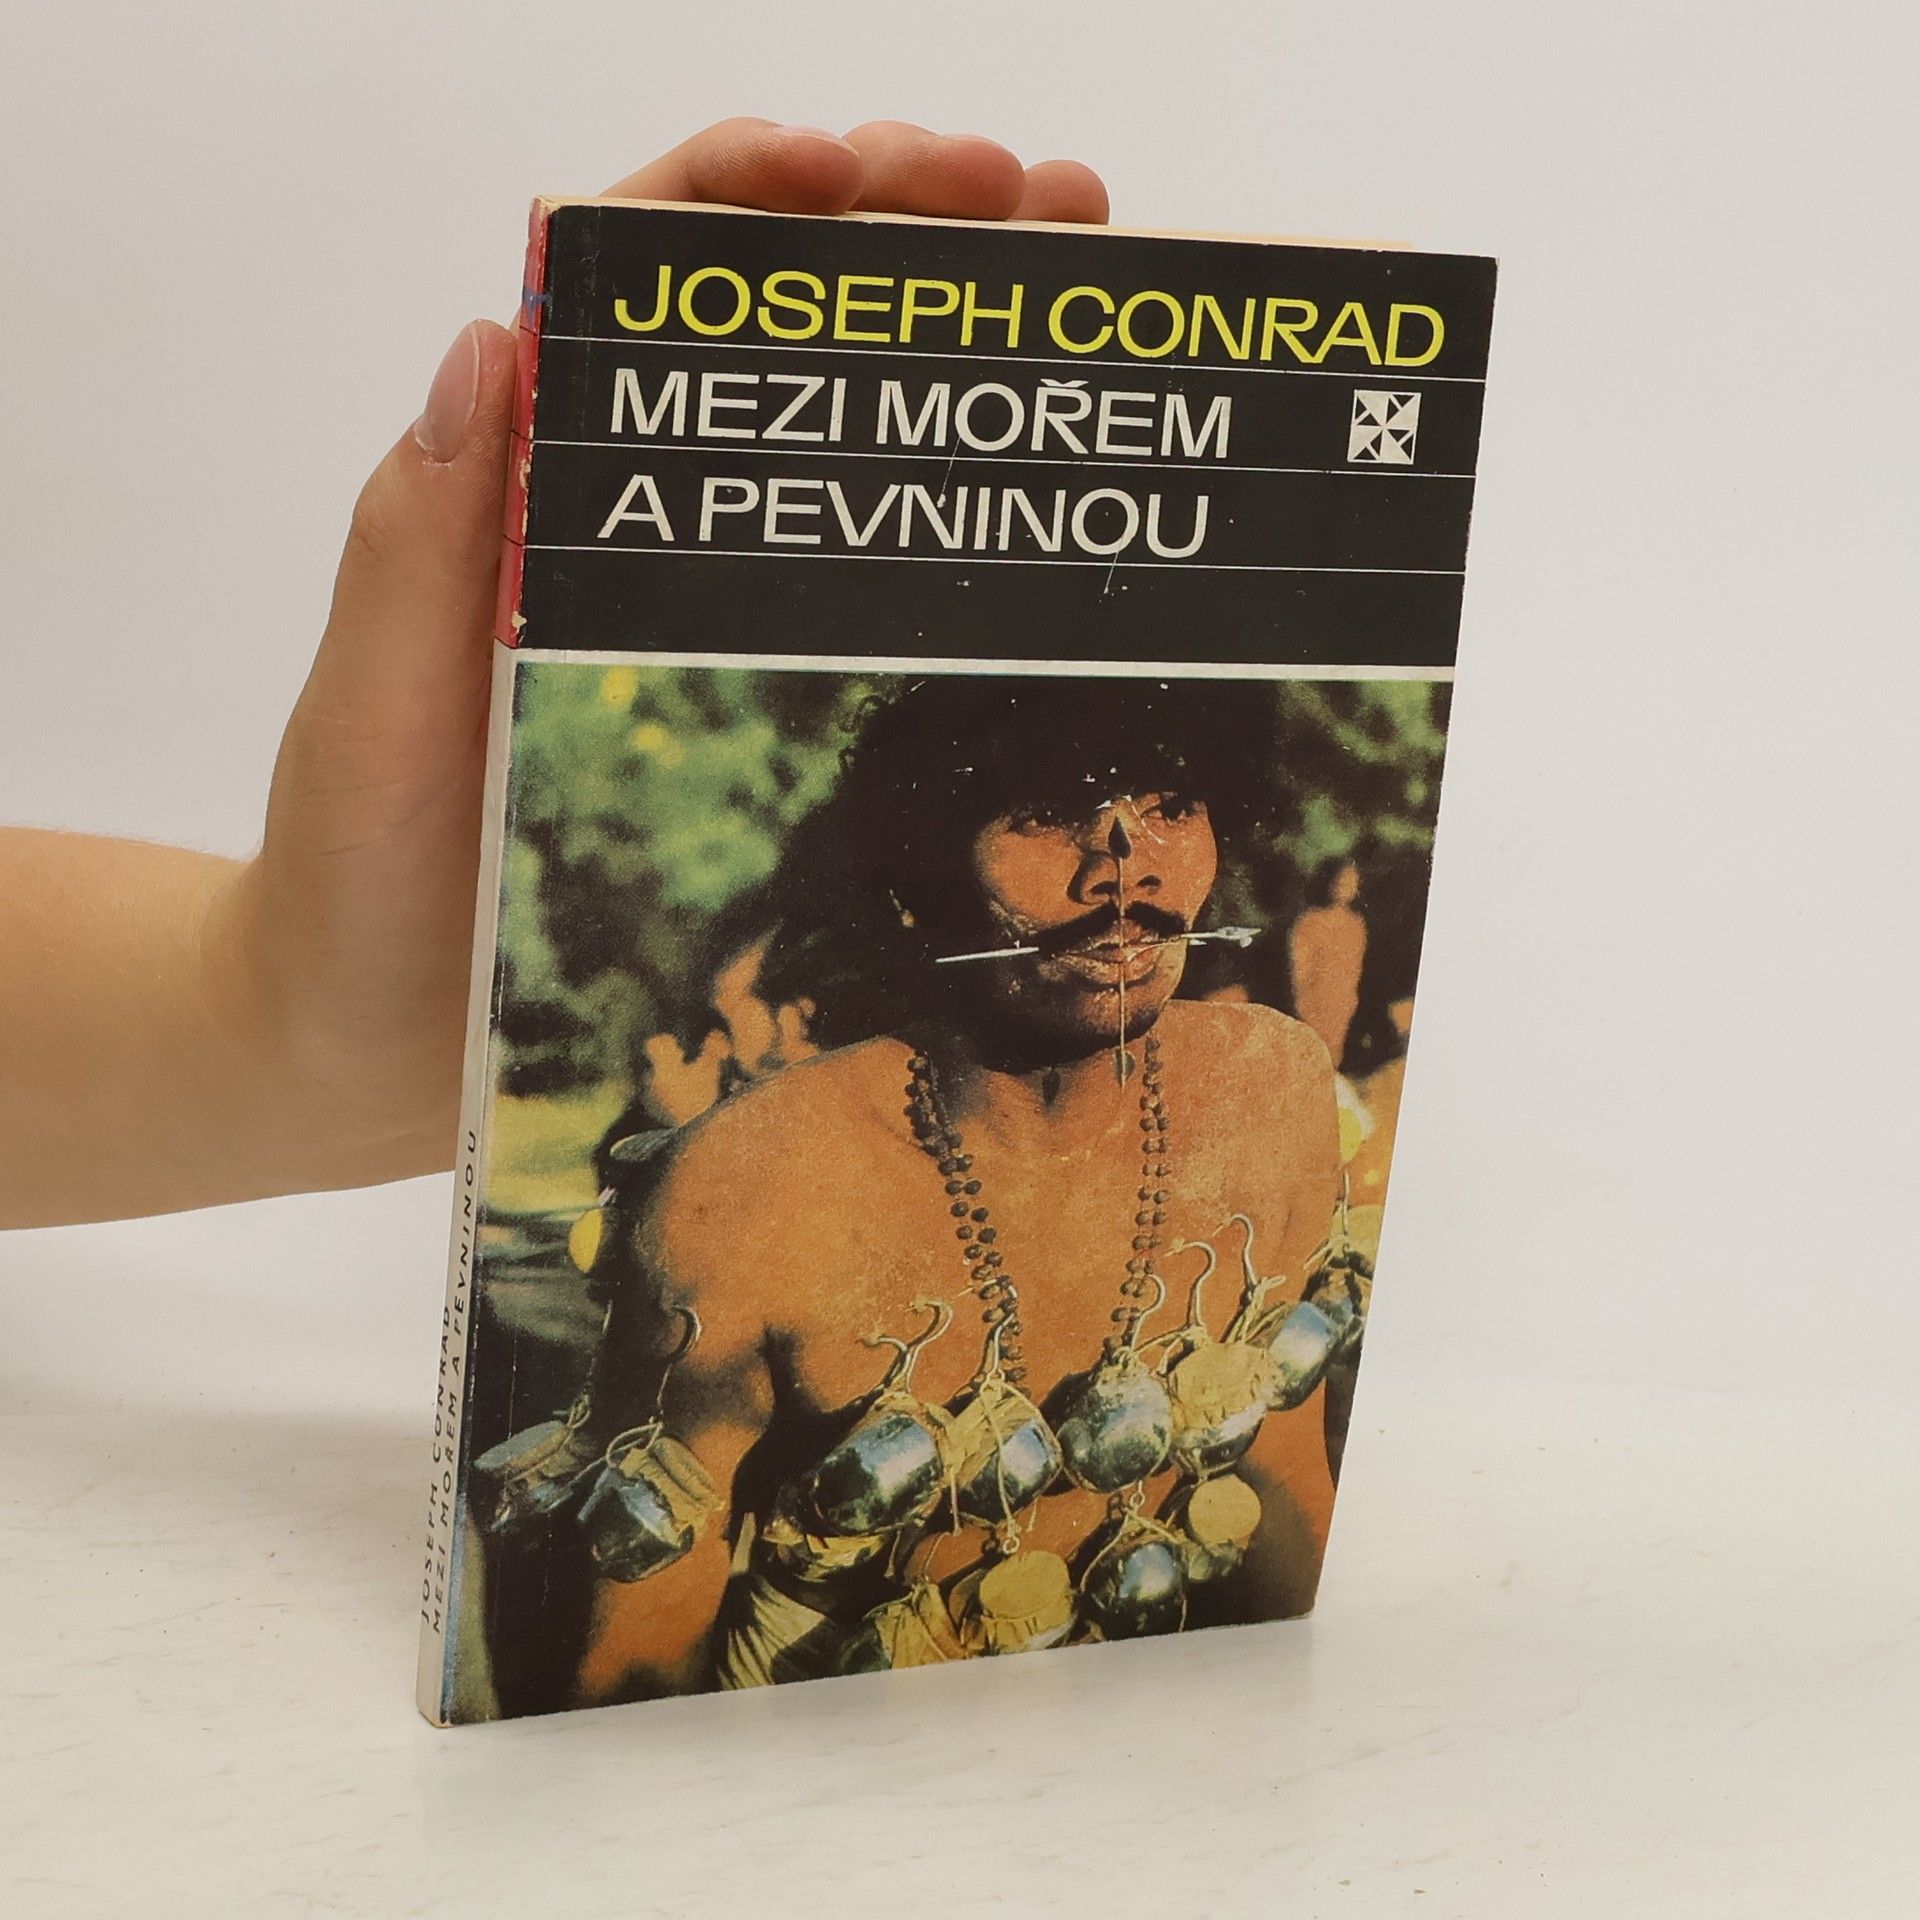 JOSEPH CONRAD
MEZI MOŘEM
A PEVNINOU
JOSEPH CONRAD
MEZI MOŘEM A PEVNINOU